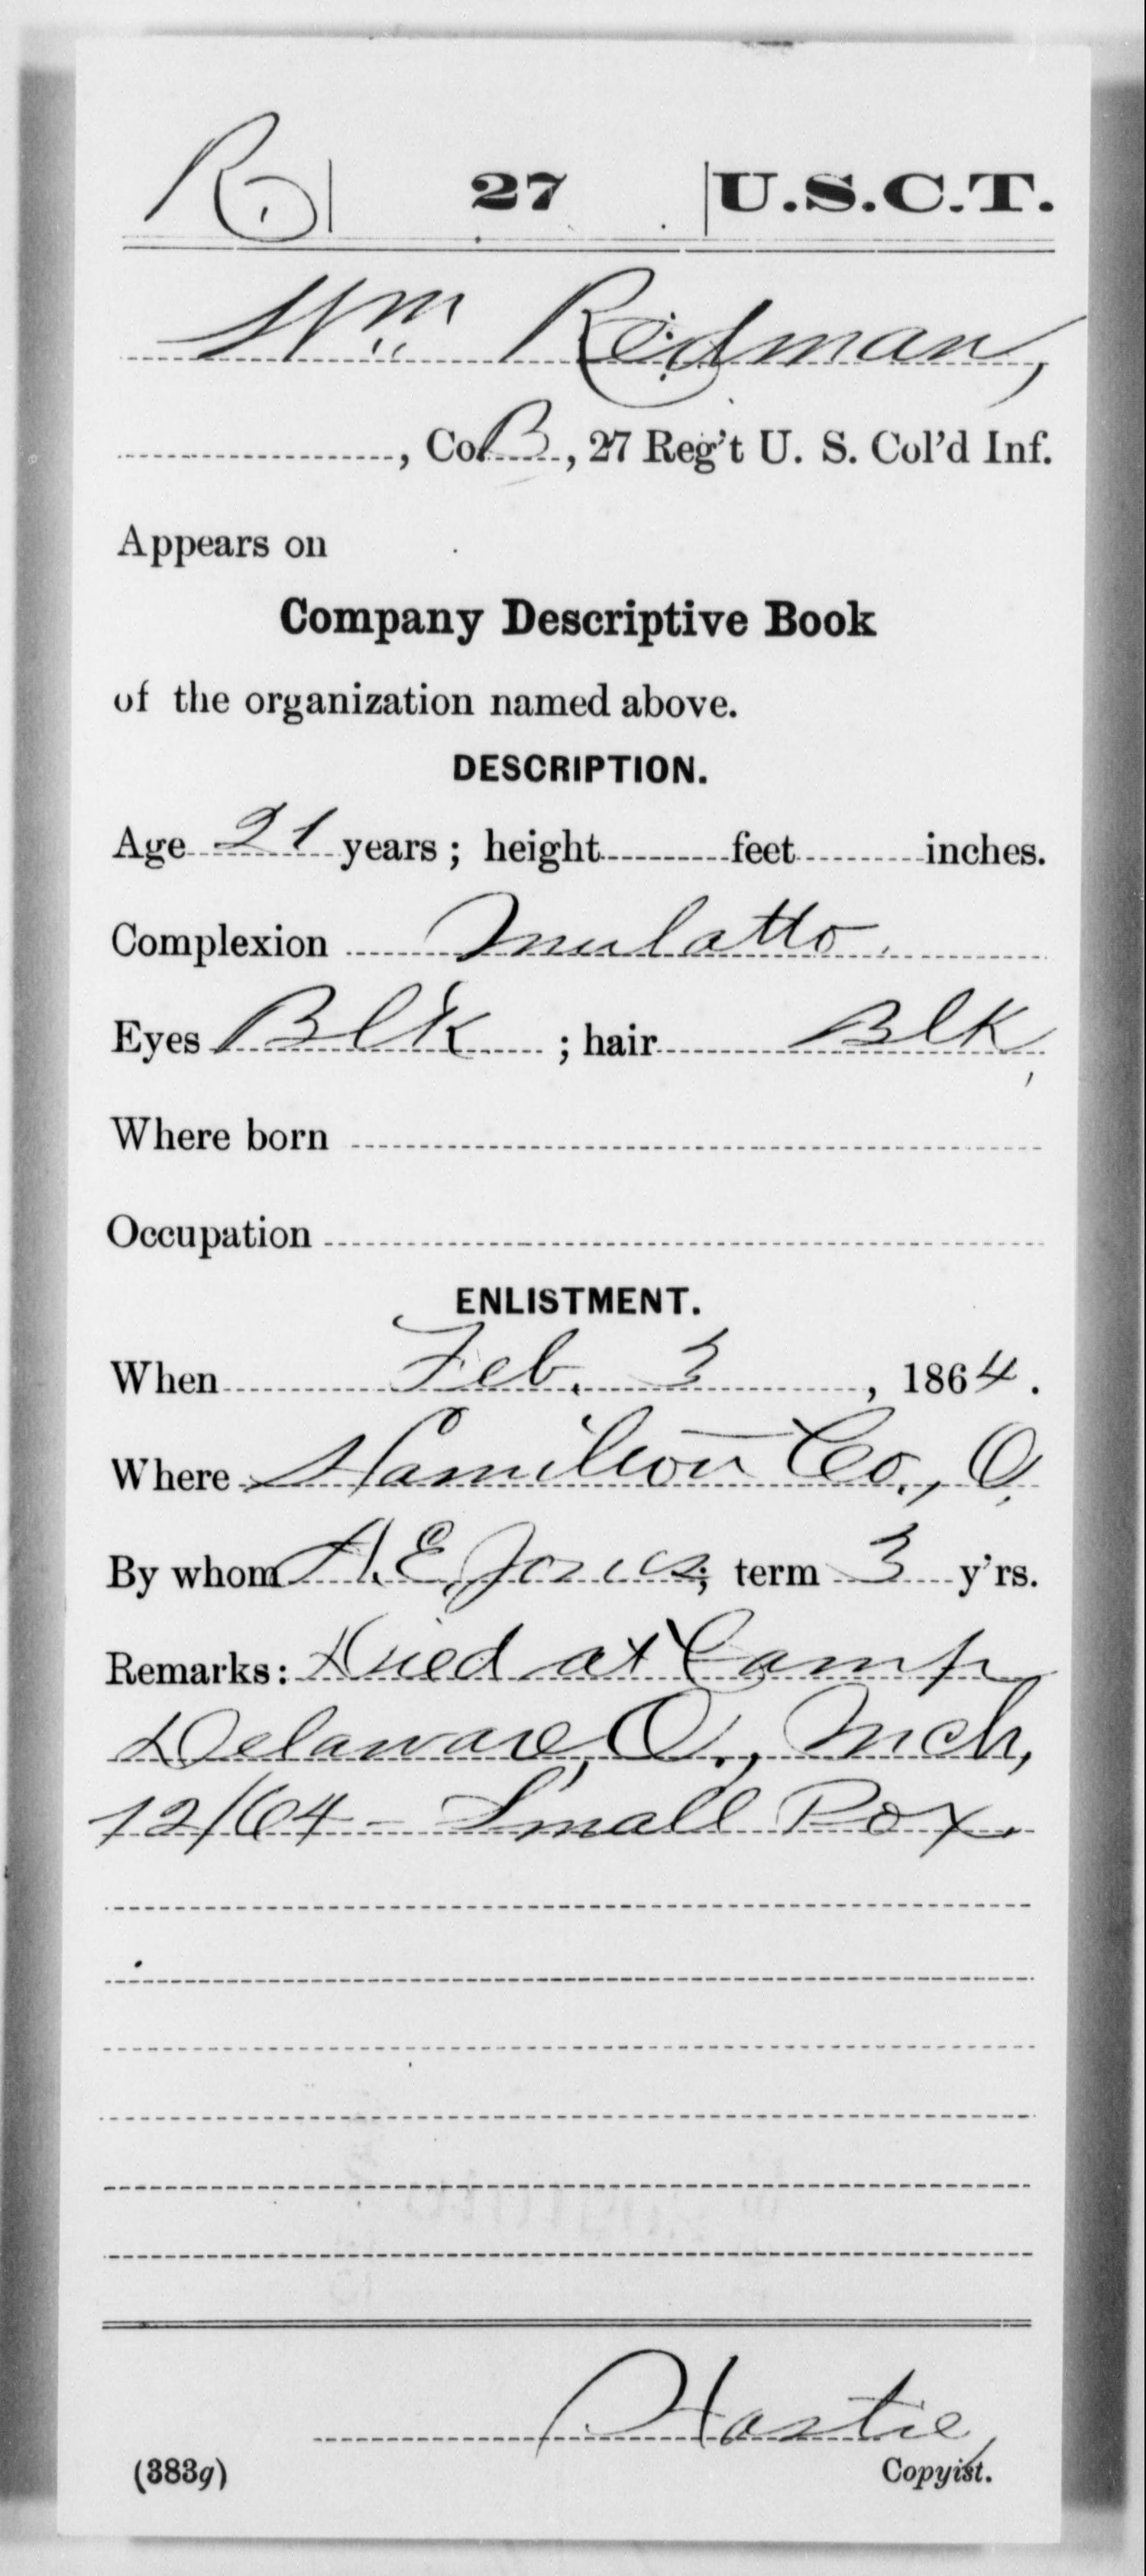 R | 27 | U.S.C.T.
Wm Redman,
, Co. B, 27 Reg't U. S. Col'd Inf.
Appears on
Company Descriptive Book
of the organization named above.
DESCRIPTION.
Age 21 years; height feet inches.
Complexion Mulatto.
Eyes Blk ; hair Blk,
Where born
Occupation
ENLISTMENT.
When Feb. 3, 1864.
Where Hamilton Co., O.
By whom A. E. Jones; term 3 y'rs.
Remarks: Died at Camp
Delaware, O., Mch,
12/64 - Small Pox.
Hastie,
(383g) Copyist.